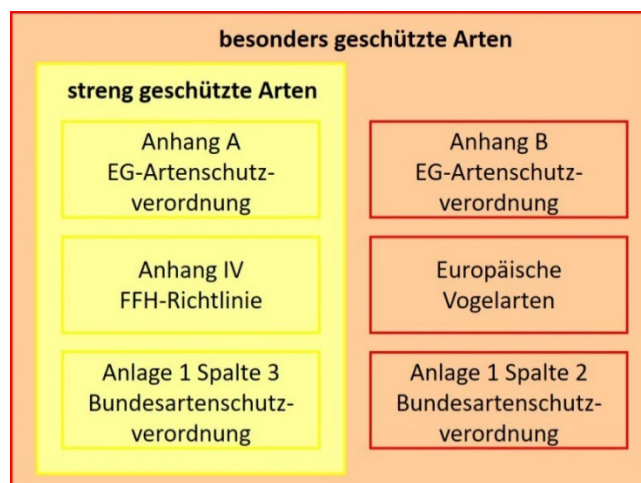 besonders geschützte Arten
streng geschützte Arten
Anhang A
EG-Artenschutz-
verordnung
Anhang B
EG-Artenschutz-
verordnung
Anhang IV
FFH-Richtlinie
Europäische
Vogelarten
Anlage 1 Spalte 3
Bundesartenschutz-
verordnung
Anlage 1 Spalte 2
Bundesartenschutz-
verordnung